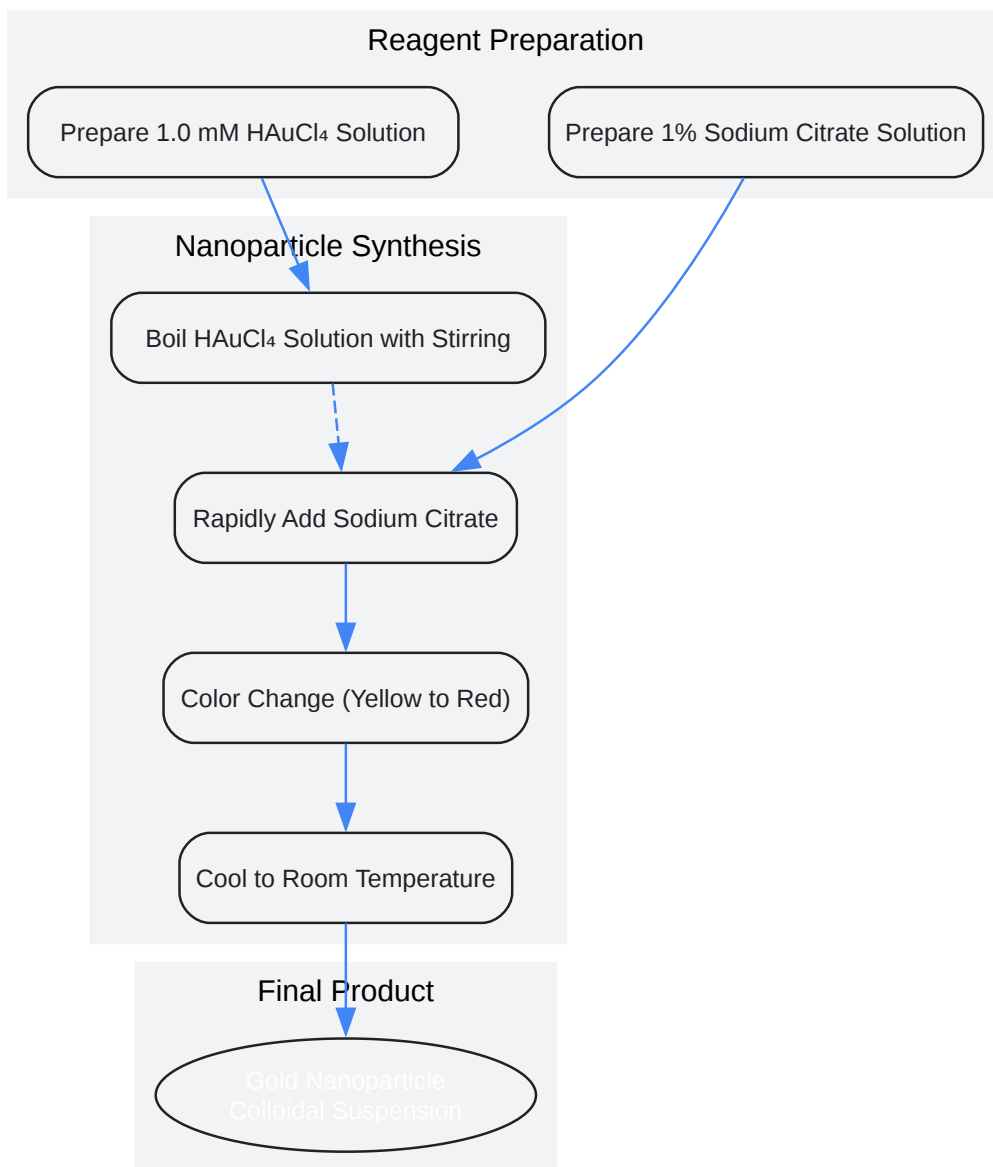 Reagent Preparation
Prepare 1.0 mM HAuCl₄ Solution
Prepare 1% Sodium Citrate Solution
Nanoparticle Synthesis
Boil HAuCl₄ Solution with Stirring
Rapidly Add Sodium Citrate
Color Change (Yellow to Red)
Cool to Room Temperature
Final Product
Gold Nanoparticle
Colloidal Suspension